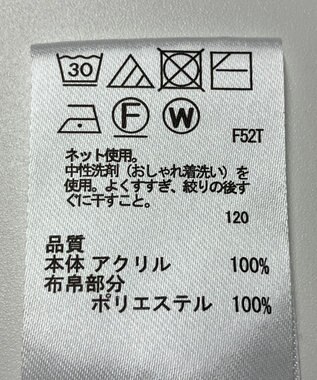 30
F W
F52T
ネット使用。
中性洗剤（おしゃれ着洗い）を
使用。よくすすぎ、絞りの後す
ぐに干すこと。
120
品質
本体 アクリル 100%
布帛部分
ポリエステル 100%